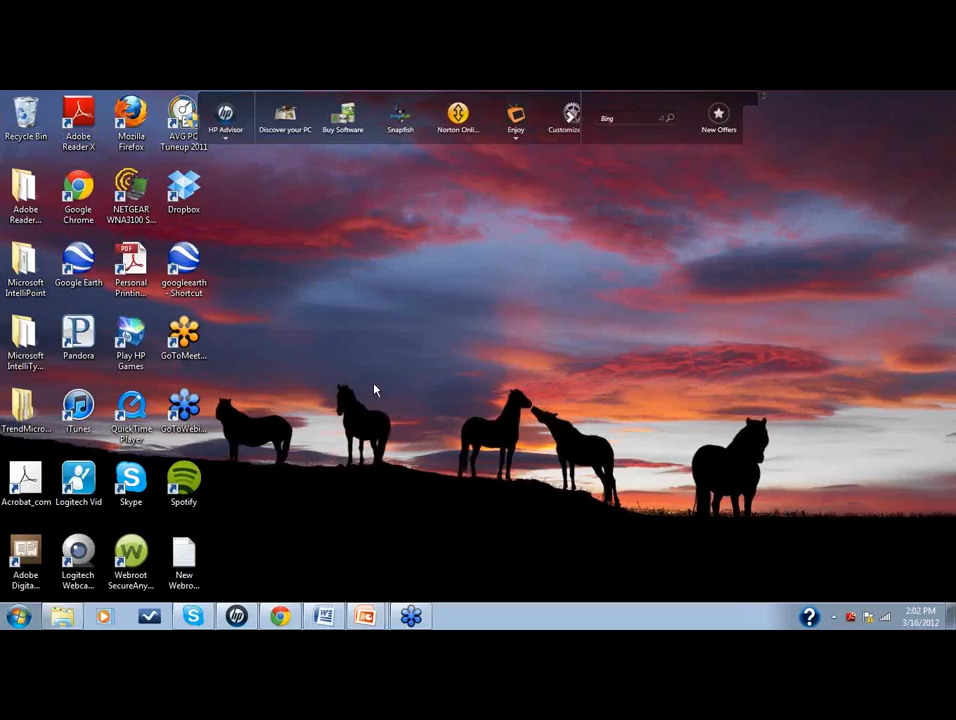 Recycle Bin
Adobe
Reader X
Mozilla
Firefox
AVG PC
Tuneup 2011
HP Advisor
Discover your PC
Buy Software
Snapfish
Norton Onli...
Enjoy
Customize
Bing
New Offers
Adobe
Reader...
Google
Chrome
NETGEAR
WNA3100 S...
Dropbox
Microsoft
IntelliPoint
Google Earth
PDF
Personal
Printin...
googleearth
- Shortcut
Microsoft
IntelliTy...
P
Pandora
Play HP
Games
GoToMeet...
TrendMicro...
iTunes
QuickTime
Player
GoToWebi...
Acrobat_com
Logitech Vid
S
Skype
Spotify
Adobe
Digita...
Logitech
Webca...
W
Webroot
SecureAny...
New
Webro...
S
hp
W
P
?
2:02 PM
3/16/2012